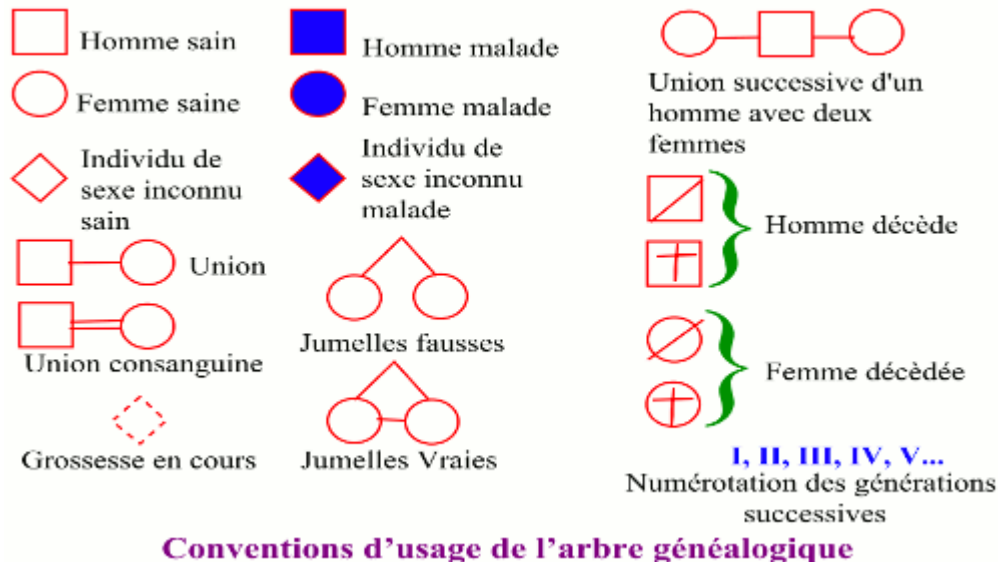 Homme sain
Femme saine
Individu de
sexe inconnu
sain
Union
Union consanguine
Grossesse en cours
Homme malade
Femme malade
Individu de
sexe inconnu
malade
Jumelles fausses
Jumelles Vraies
Union successive d'un
homme avec deux
femmes
Homme décède
Femme décèdée
I, II, III, IV, V...
Numérotation des générations
successives
Conventions d'usage de l'arbre généalogique